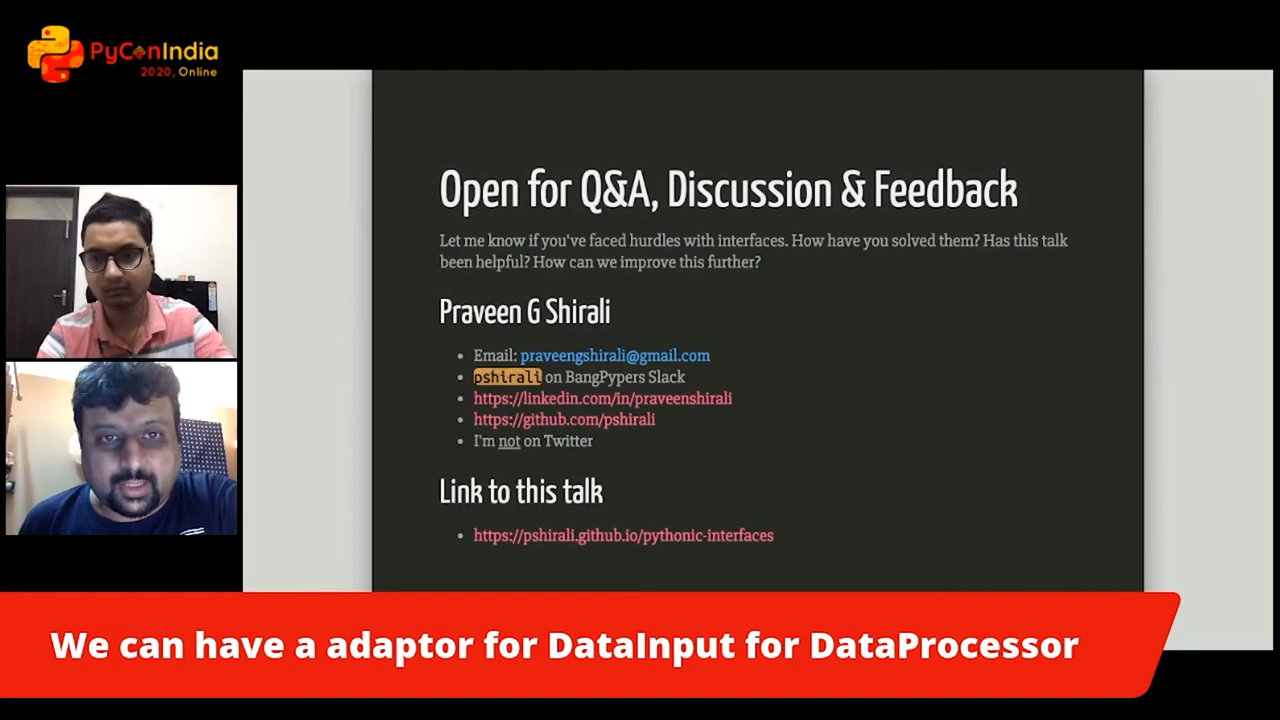 PyConIndia
2020, Online
Open for Q&A, Discussion & Feedback
Let me know if you've faced hurdles with interfaces. How have you solved them? Has this talk
been helpful? How can we improve this further?
Praveen G Shirali
Email: praveengshirali@gmail.com
pshirali on BangPypers Slack
https://linkedin.com/in/praveenshirali
https://github.com/pshirali
I'm not on Twitter
Link to this talk
https://pshirali.github.io/pythonic-interfaces
We can have a adaptor for DataInput for DataProcessor